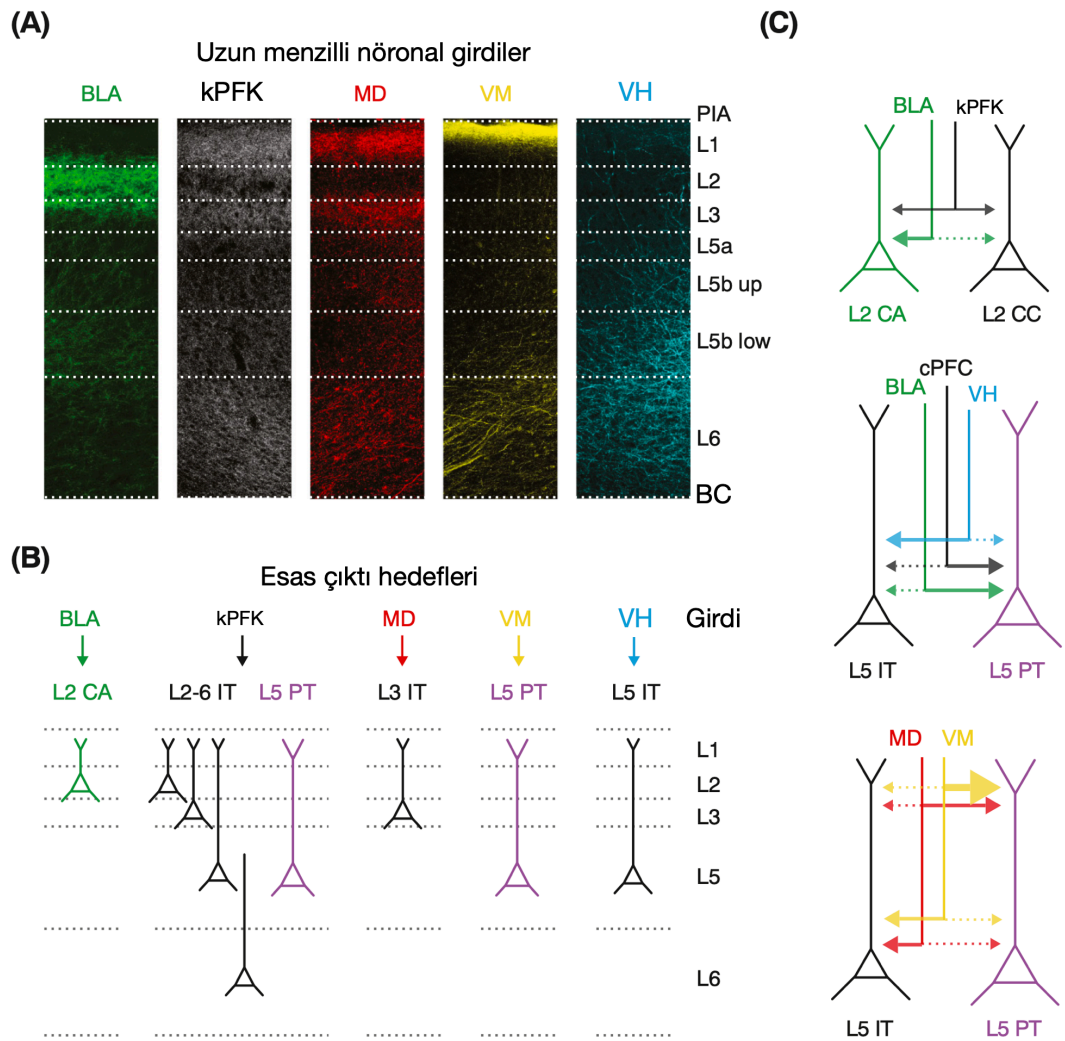 (A)
Uzun menzilli nöronal girdiler
BLA kPFK MD VM VH
PIA
L1
L2
L3
L5a
L5b up
L5b low
L6
BC
(B)
Esas çıktı hedefleri
BLA kPFK MD VM VH Girdi
L2 CA L2-6 IT L5 PT L3 IT L5 PT L5 IT
L1
L2
L3
L5
L6
(C)
BLA kPFK
L2 CA L2 CC
cPFC
BLA VH
L5 IT L5 PT
MD VM
L5 IT L5 PT